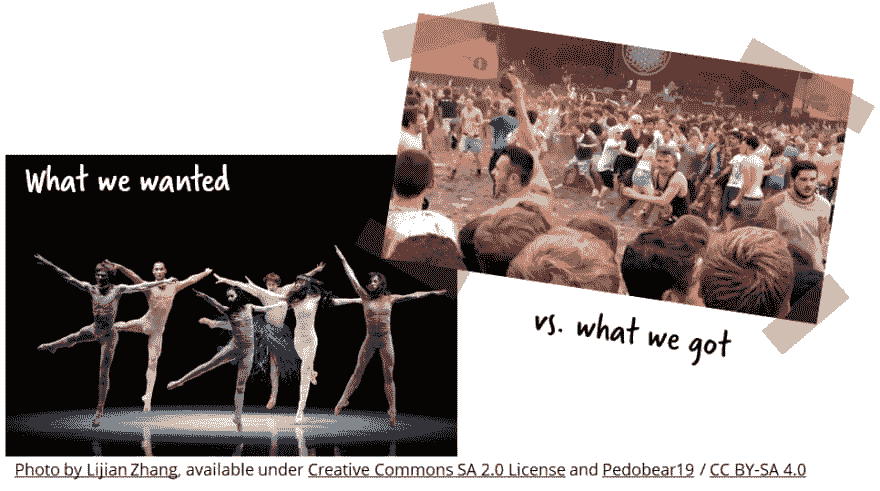 What we wanted
vs. what we got
Photo by Lijian Zhang, available under Creative Commons SA 2.0 License and Pedobear19 / CC BY-SA 4.0